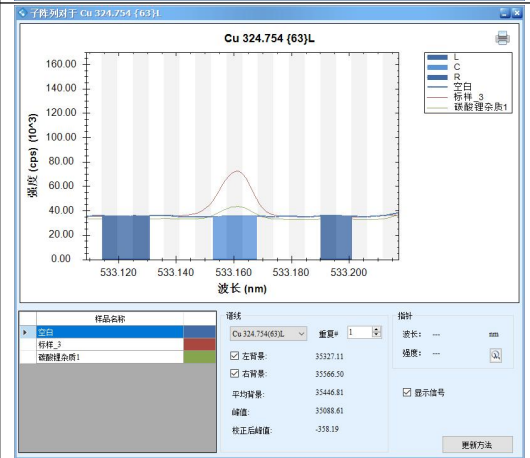 子阵列对于 Cu 324.754 {63}L
Cu 324.754 {63}L
强度 (cps) (10^3)
160.00
140.00
120.00
100.00
80.00
60.00
40.00
20.00
0.00
533.120 533.140 533.160 533.180 533.200
波长 (nm)
L
C
R
空白
标样_3
碳酸锂杂质1
样品名称
空白
标样_3
碳酸锂杂质1
谱线
Cu 324.754(63)L 重复# 1
左背景: 35327.11
右背景: 35566.50
平均背景: 35446.81
峰值: 35088.61
校正后峰值: -358.19
指针
波长: --- nm
强度: ---
显示信号
更新方法